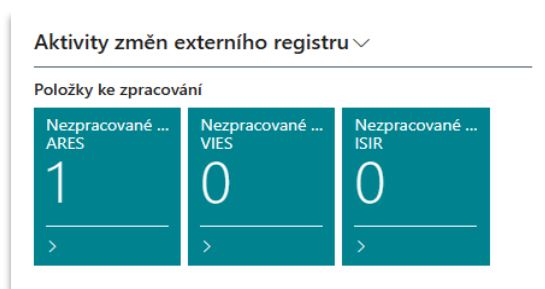 Aktivity změn externího registru
Položky ke zpracování
Nezpracované ...
ARES
1
Nezpracované ...
VIES
0
Nezpracované ...
ISIR
0